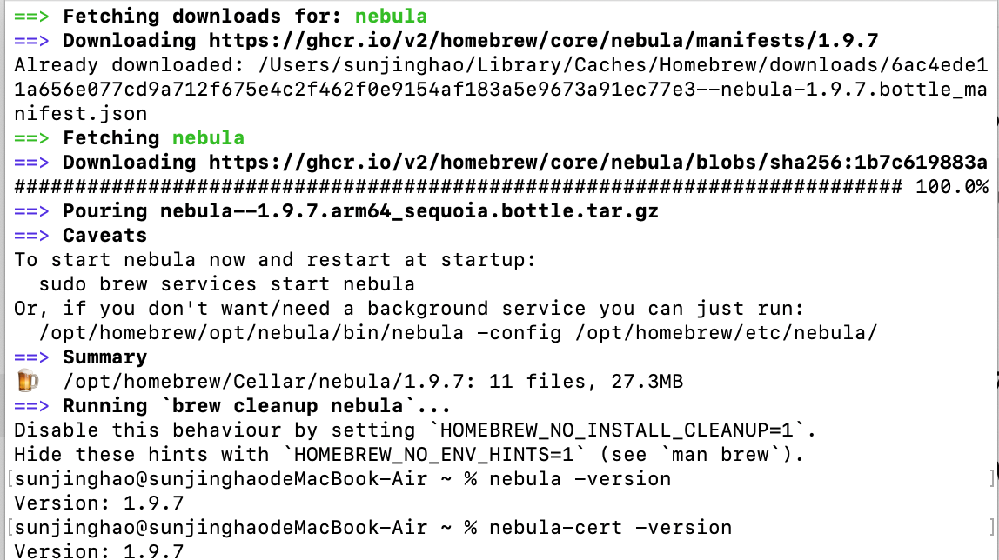 ==> Fetching downloads for: nebula
==> Downloading https://ghcr.io/v2/homebrew/core/nebula/manifests/1.9.7
Already downloaded: /Users/sunjinghao/Library/Caches/Homebrew/downloads/6ac4ede1
1a656e077cd9a712f675e4c2f462f0e9154af183a5e9673a91ec77e3--nebula-1.9.7.bottle_ma
nifest.json
==> Fetching nebula
==> Downloading https://ghcr.io/v2/homebrew/core/nebula/blobs/sha256:1b7c619883a
######################################################################### 100.0%
==> Pouring nebula--1.9.7.arm64_sequoia.bottle.tar.gz
==> Caveats
To start nebula now and restart at startup:
  sudo brew services start nebula
Or, if you don't want/need a background service you can just run:
  /opt/homebrew/opt/nebula/bin/nebula -config /opt/homebrew/etc/nebula/
==> Summary
🍺  /opt/homebrew/Cellar/nebula/1.9.7: 11 files, 27.3MB
==> Running `brew cleanup nebula`...
Disable this behaviour by setting `HOMEBREW_NO_INSTALL_CLEANUP=1`.
Hide these hints with `HOMEBREW_NO_ENV_HINTS=1` (see `man brew`).
[sunjinghao@sunjinghaodeMacBook-Air ~ % nebula -version ]
Version: 1.9.7
[sunjinghao@sunjinghaodeMacBook-Air ~ % nebula-cert -version ]
Version: 1.9.7